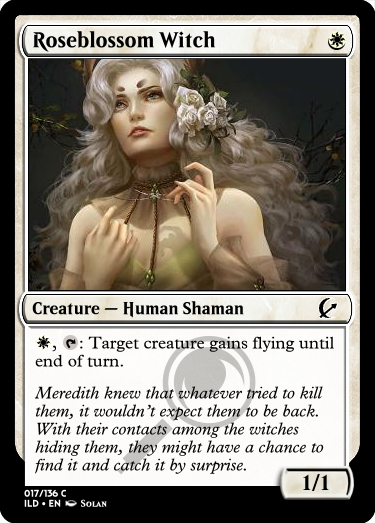 Roseblossom Witch
Creature — Human Shaman
, : Target creature gains flying until
end of turn.
Meredith knew that whatever tried to kill
them, it wouldn't expect them to be back.
With their contacts among the witches
hiding them, they might have a chance to
find it and catch it by surprise.
1/1
017/136 C
ILD • EN Solan